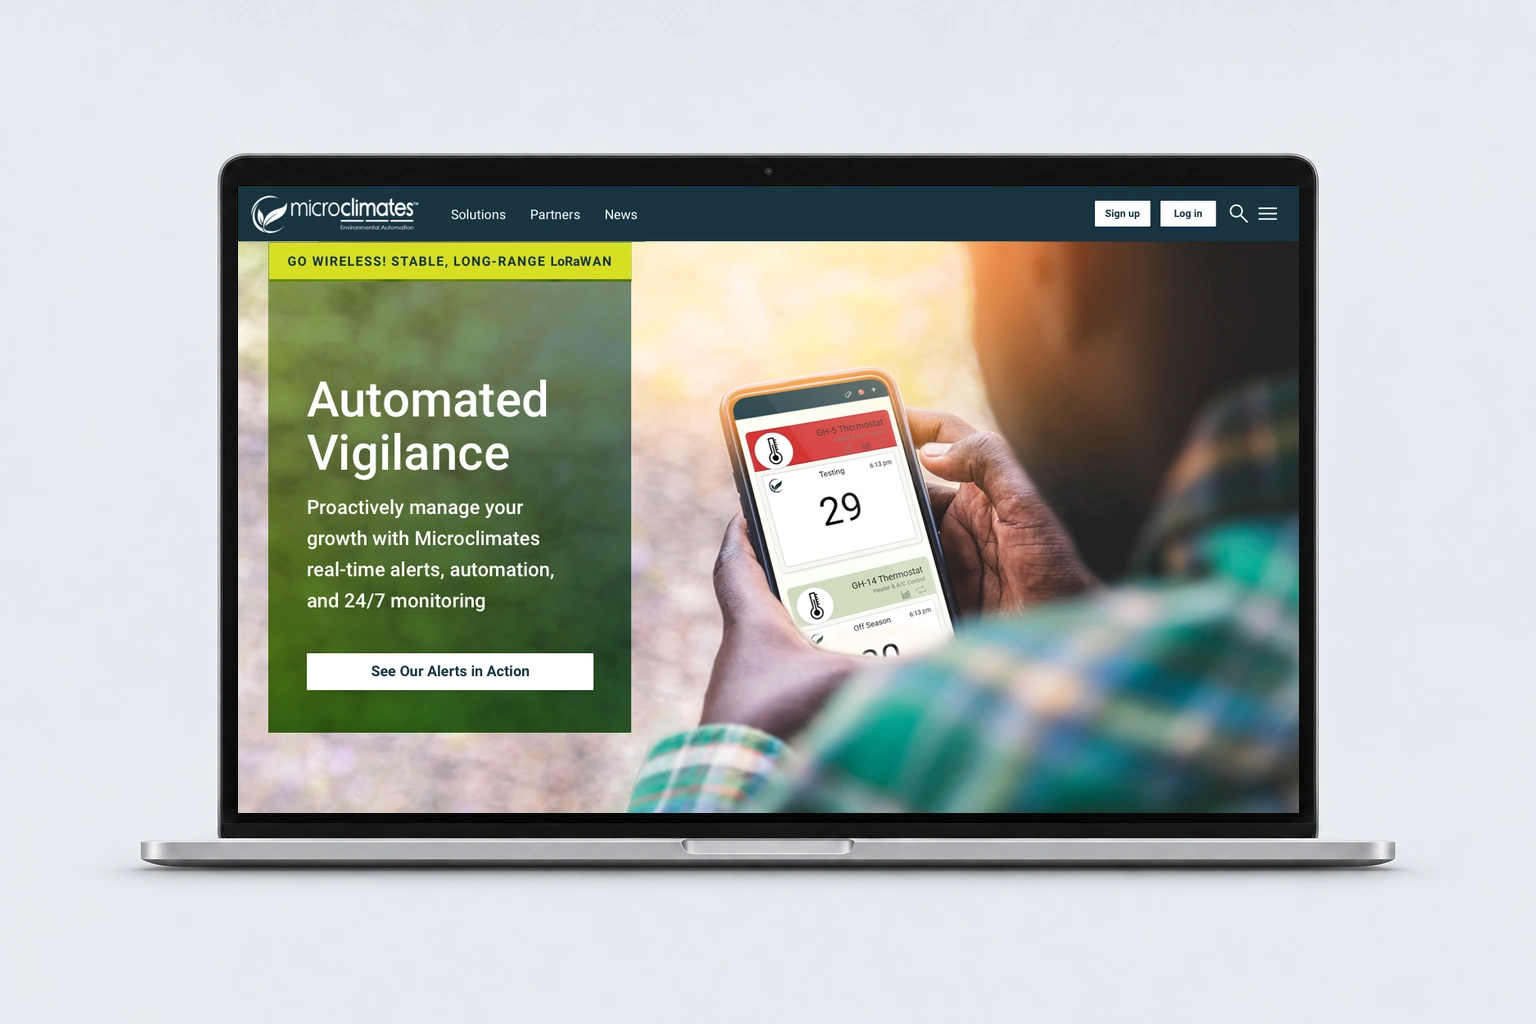 microclimates™
Environmental Automation
Solutions Partners News
Sign up Log in
GO WIRELESS! STABLE, LONG-RANGE LoRaWAN
Automated
Vigilance
Proactively manage your
growth with Microclimates
real-time alerts, automation,
and 24/7 monitoring
See Our Alerts in Action
GH-5 Thermostat
Testing
6:13 pm
29
GH-14 Thermostat
Heater & A/C Control
Off Season
6:13 pm